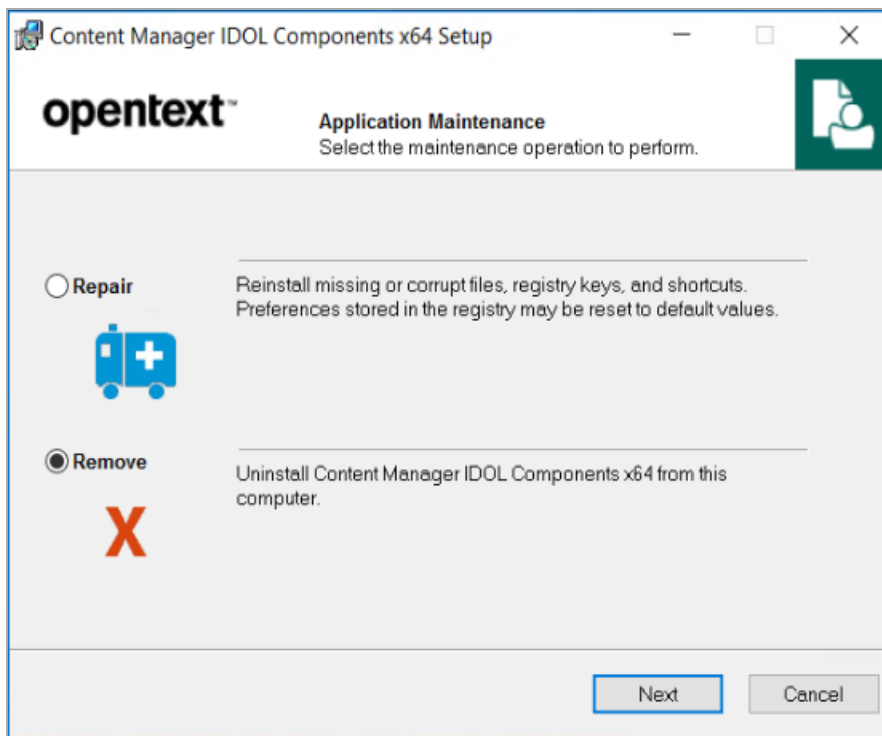 Content Manager IDOL Components x64 Setup
opentext™
Application Maintenance
Select the maintenance operation to perform.
Repair
Reinstall missing or corrupt files, registry keys, and shortcuts.
Preferences stored in the registry may be reset to default values.
Remove
Uninstall Content Manager IDOL Components x64 from this
computer.
Next
Cancel